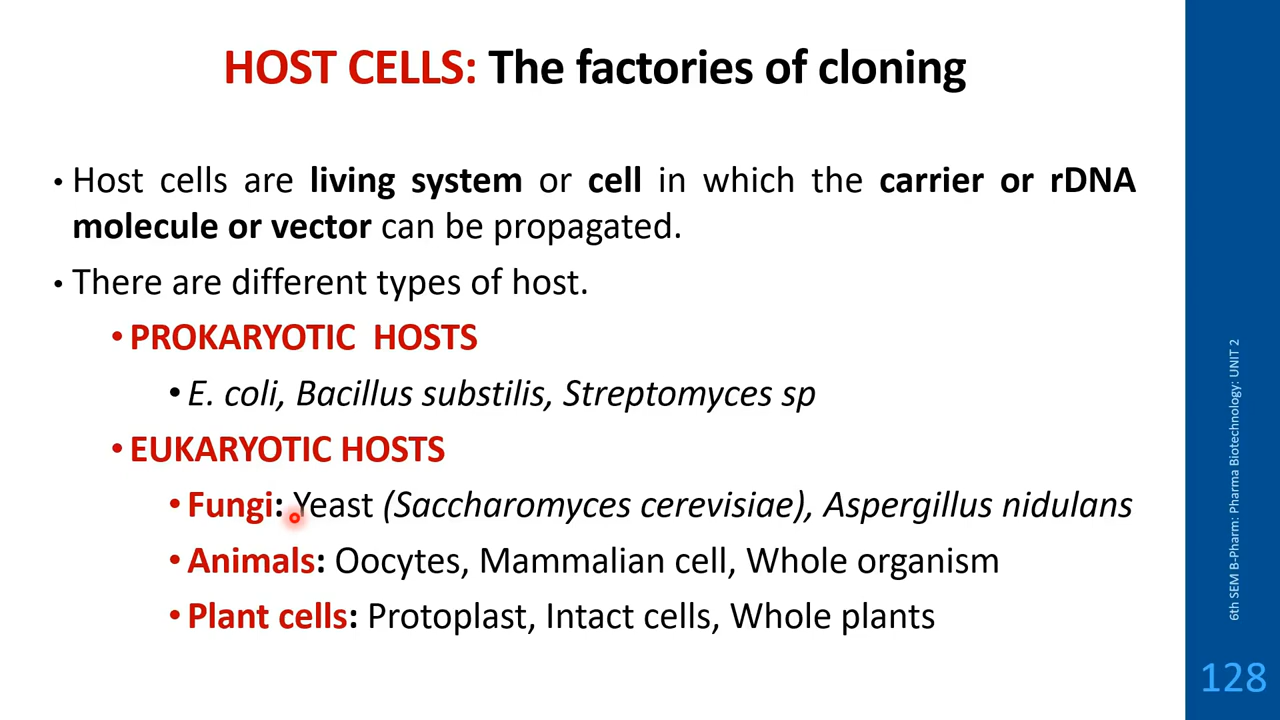 HOST CELLS: The factories of cloning
• Host cells are living system or cell in which the carrier or rDNA
molecule or vector can be propagated.
• There are different types of host.
• PROKARYOTIC HOSTS
• E. coli, Bacillus substilis, Streptomyces sp
• EUKARYOTIC HOSTS
• Fungi: Yeast (Saccharomyces cerevisiae), Aspergillus nidulans
• Animals: Oocytes, Mammalian cell, Whole organism
• Plant cells: Protoplast, Intact cells, Whole plants
6th SEM B-Pharm: Pharma Biotechnology: UNIT 2
128